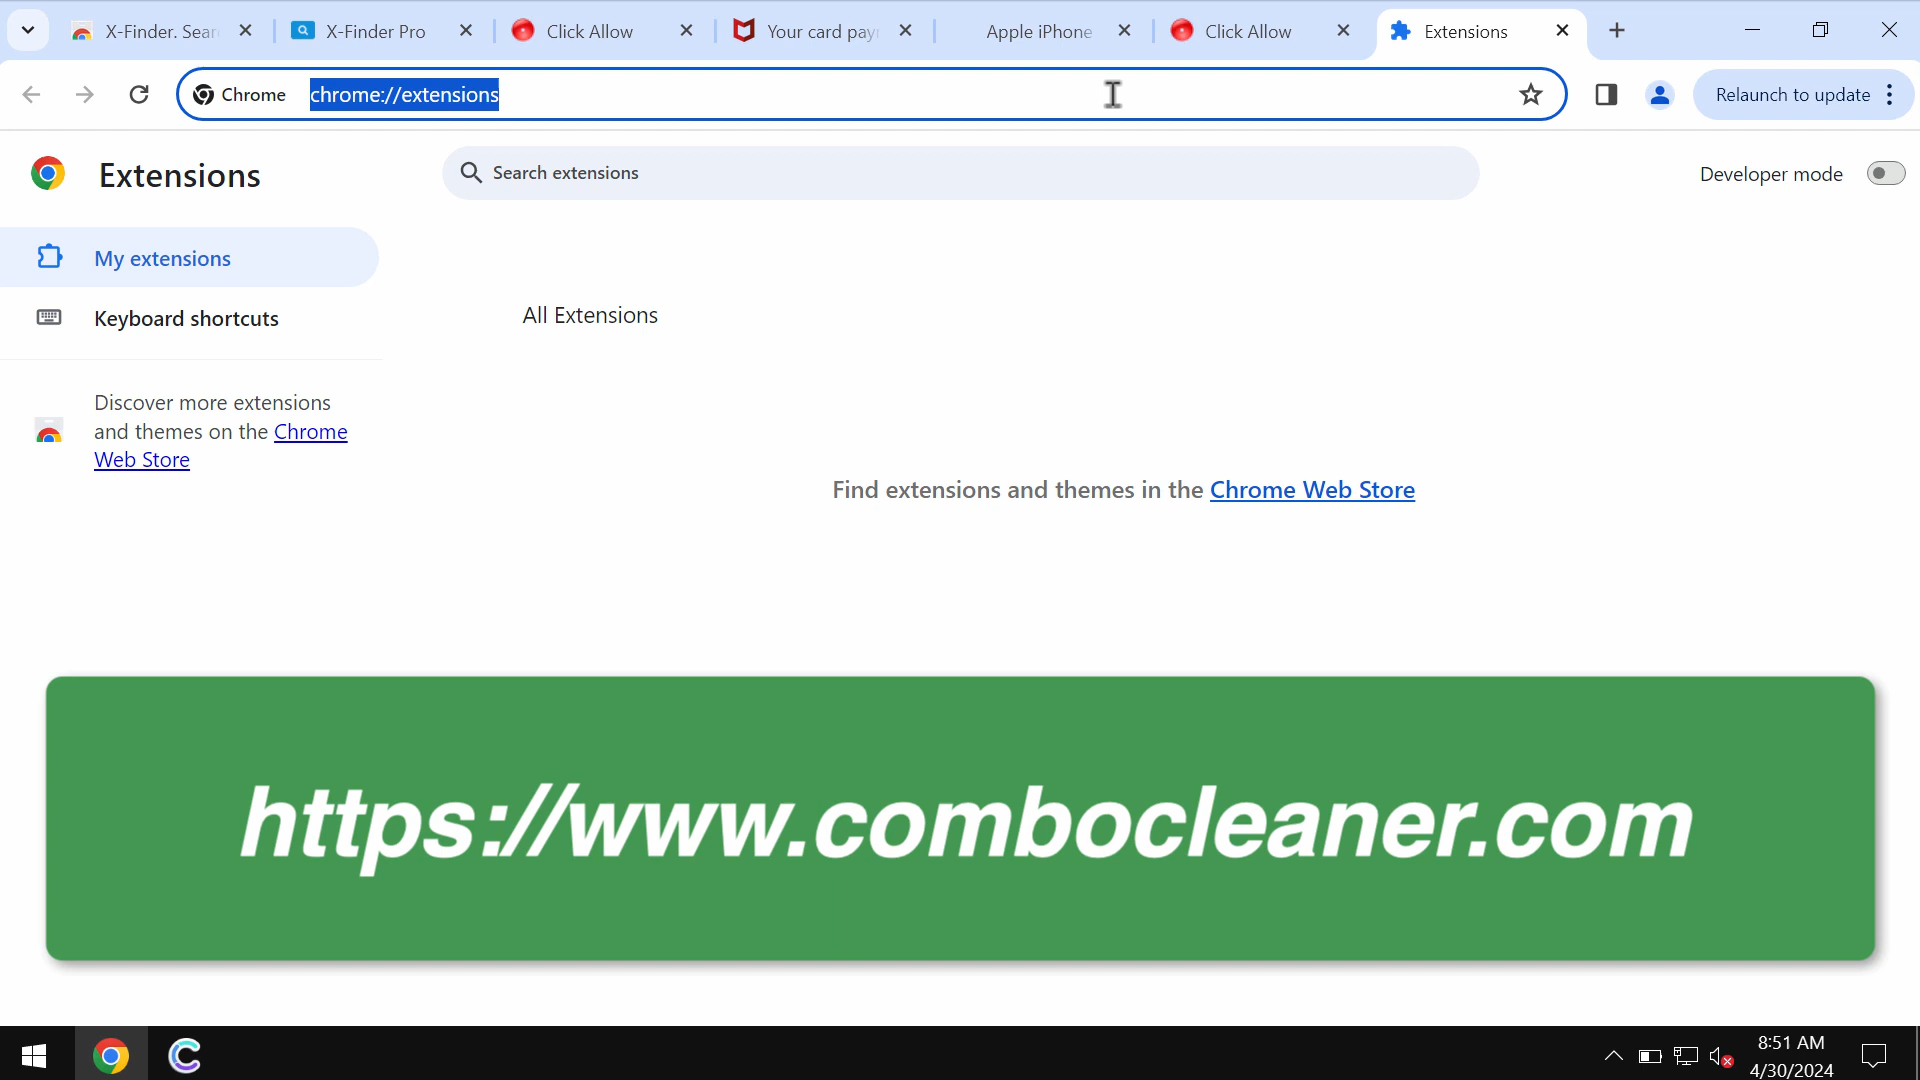 X-Finder. Sear
X-Finder Pro
Click Allow
Your card pay
Apple iPhone
Click Allow
Extensions
Chrome
chrome://extensions
Relaunch to update
Extensions
Search extensions
Developer mode
My extensions
Keyboard shortcuts
All Extensions
Discover more extensions
and themes on the Chrome
Web Store
Find extensions and themes in the Chrome Web Store
https://www.combocleaner.com
8:51 AM
4/30/2024